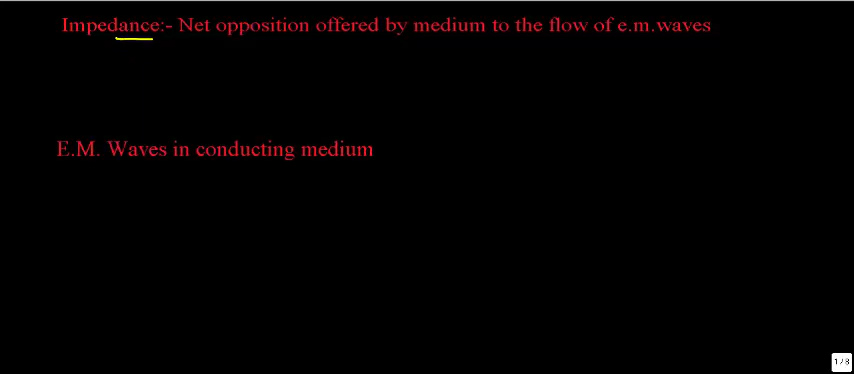 Impedance:- Net opposition offered by medium to the flow of e.m.waves
E.M. Waves in conducting medium
1/8